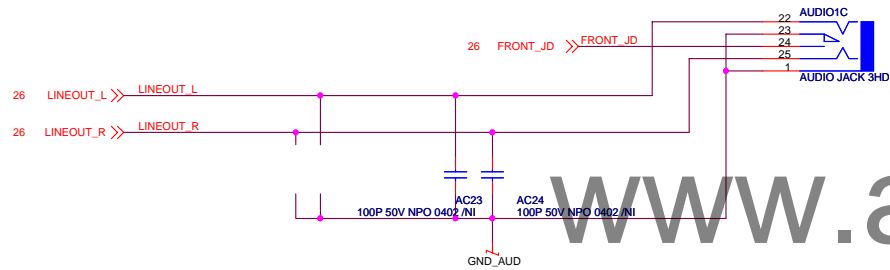 22 AUDIO1C
23
26 FRONT_JD FRONT_JD 24
25
1 AUDIO JACK 3HD
26 LINEOUT_L LINEOUT_L
26 LINEOUT_R LINEOUT_R
AC23 AC24
100P 50V NPO 0402 /NI 100P 50V NPO 0402 /NI
www.a
GND_AUD